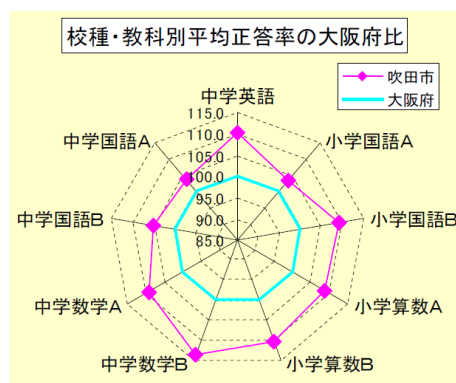 校種・教科別平均正答率の大阪府比
吹田市
大阪府
中学英語
小学国語A
小学国語B
小学算数A
小学算数B
中学数学B
中学数学A
中学国語B
中学国語A
115.0
110.0
105.0
100.0
95.0
90.0
85.0